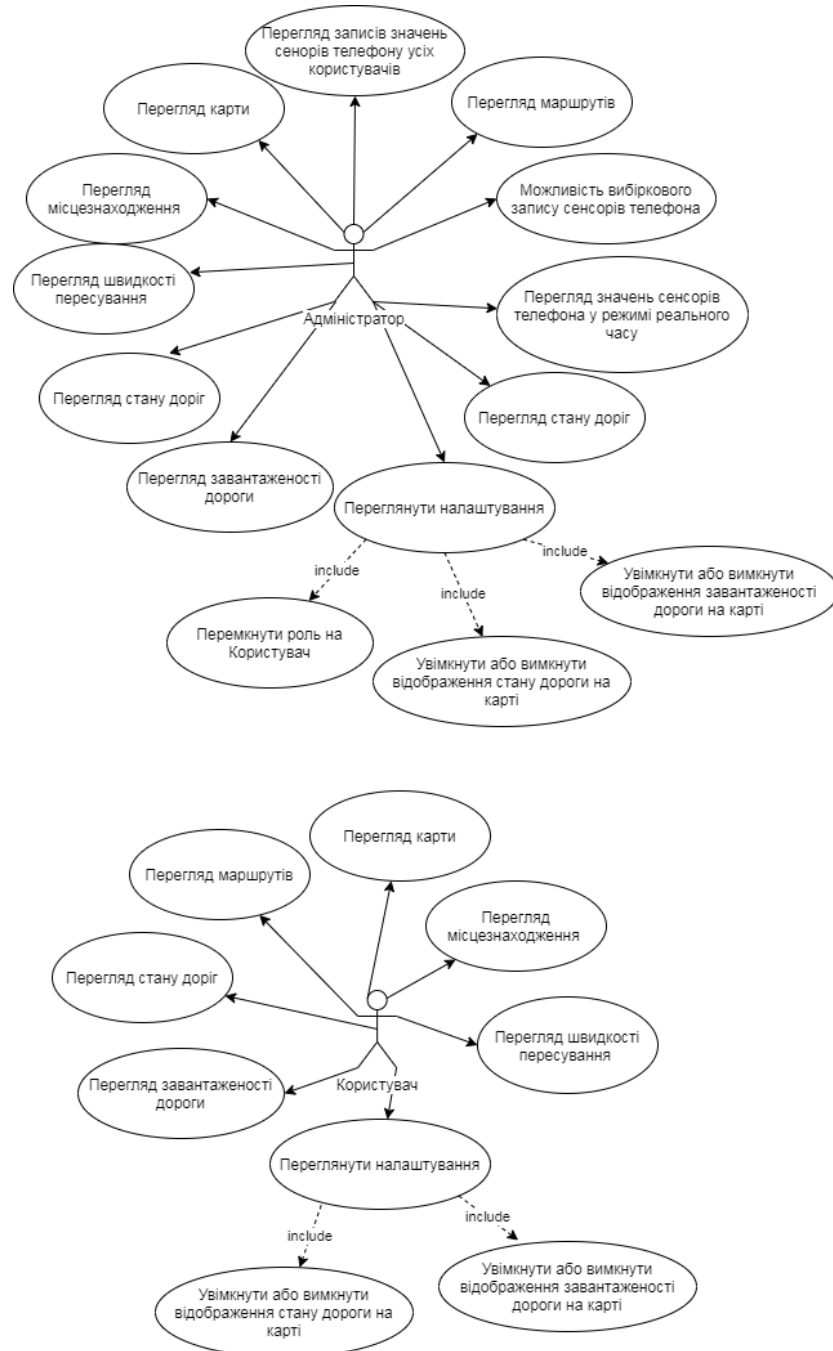 Перегляд записів значень
сенорів телефону усіх
користувачів
Перегляд карти
Перегляд маршрутів
Перегляд
місцезнаходження
Можливість вибіркового
запису сенсорів телефона
Перегляд швидкості
пересування
Перегляд значень сенсорів
телефона у режимі реального
часу
Адміністратор
Перегляд стану доріг
Перегляд стану доріг
Перегляд завантаженості
дороги
Переглянути налаштування
include
include
include
Увімкнути або вимкнути
відображення завантаженості
дороги на карті
Перемкнути роль на
Користувач
Увімкнути або вимкнути
відображення стану дороги на
карті
Перегляд карти
Перегляд маршрутів
Перегляд
місцезнаходження
Перегляд стану доріг
Перегляд швидкості
пересування
Перегляд завантаженості
дороги
Користувач
Переглянути налаштування
include
include
Увімкнути або вимкнути
відображення стану дороги на
карті
Увімкнути або вимкнути
відображення завантаженості
дороги на карті